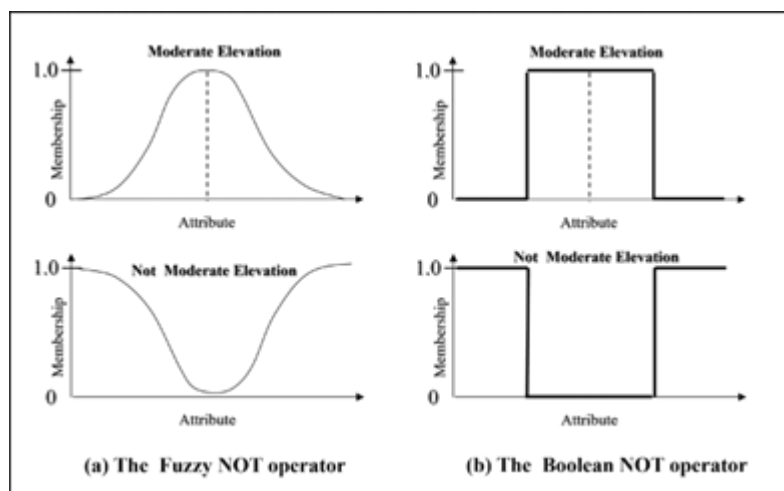 Moderate Elevation
1.0
Membership
0
Attribute
Moderate Elevation
1.0
Membership
0
Attribute
Not Moderate Elevation
1.0
Membership
0
Attribute
Not Moderate Elevation
1.0
Membership
0
Attribute
(a) The Fuzzy NOT operator
(b) The Boolean NOT operator